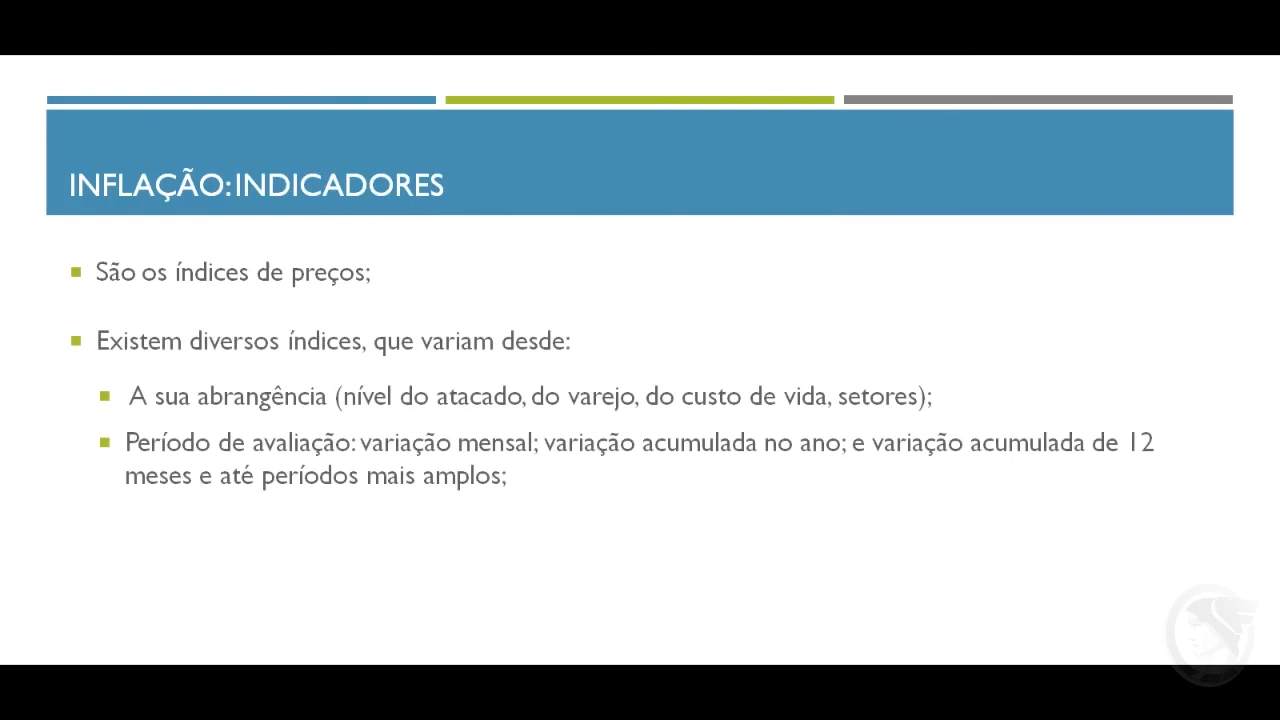 INFLAÇÃO: INDICADORES
São os índices de preços;
Existem diversos índices, que variam desde:
A sua abrangência (nível do atacado, do varejo, do custo de vida, setores);
Período de avaliação: variação mensal; variação acumulada no ano; e variação acumulada de 12
meses e até períodos mais amplos;